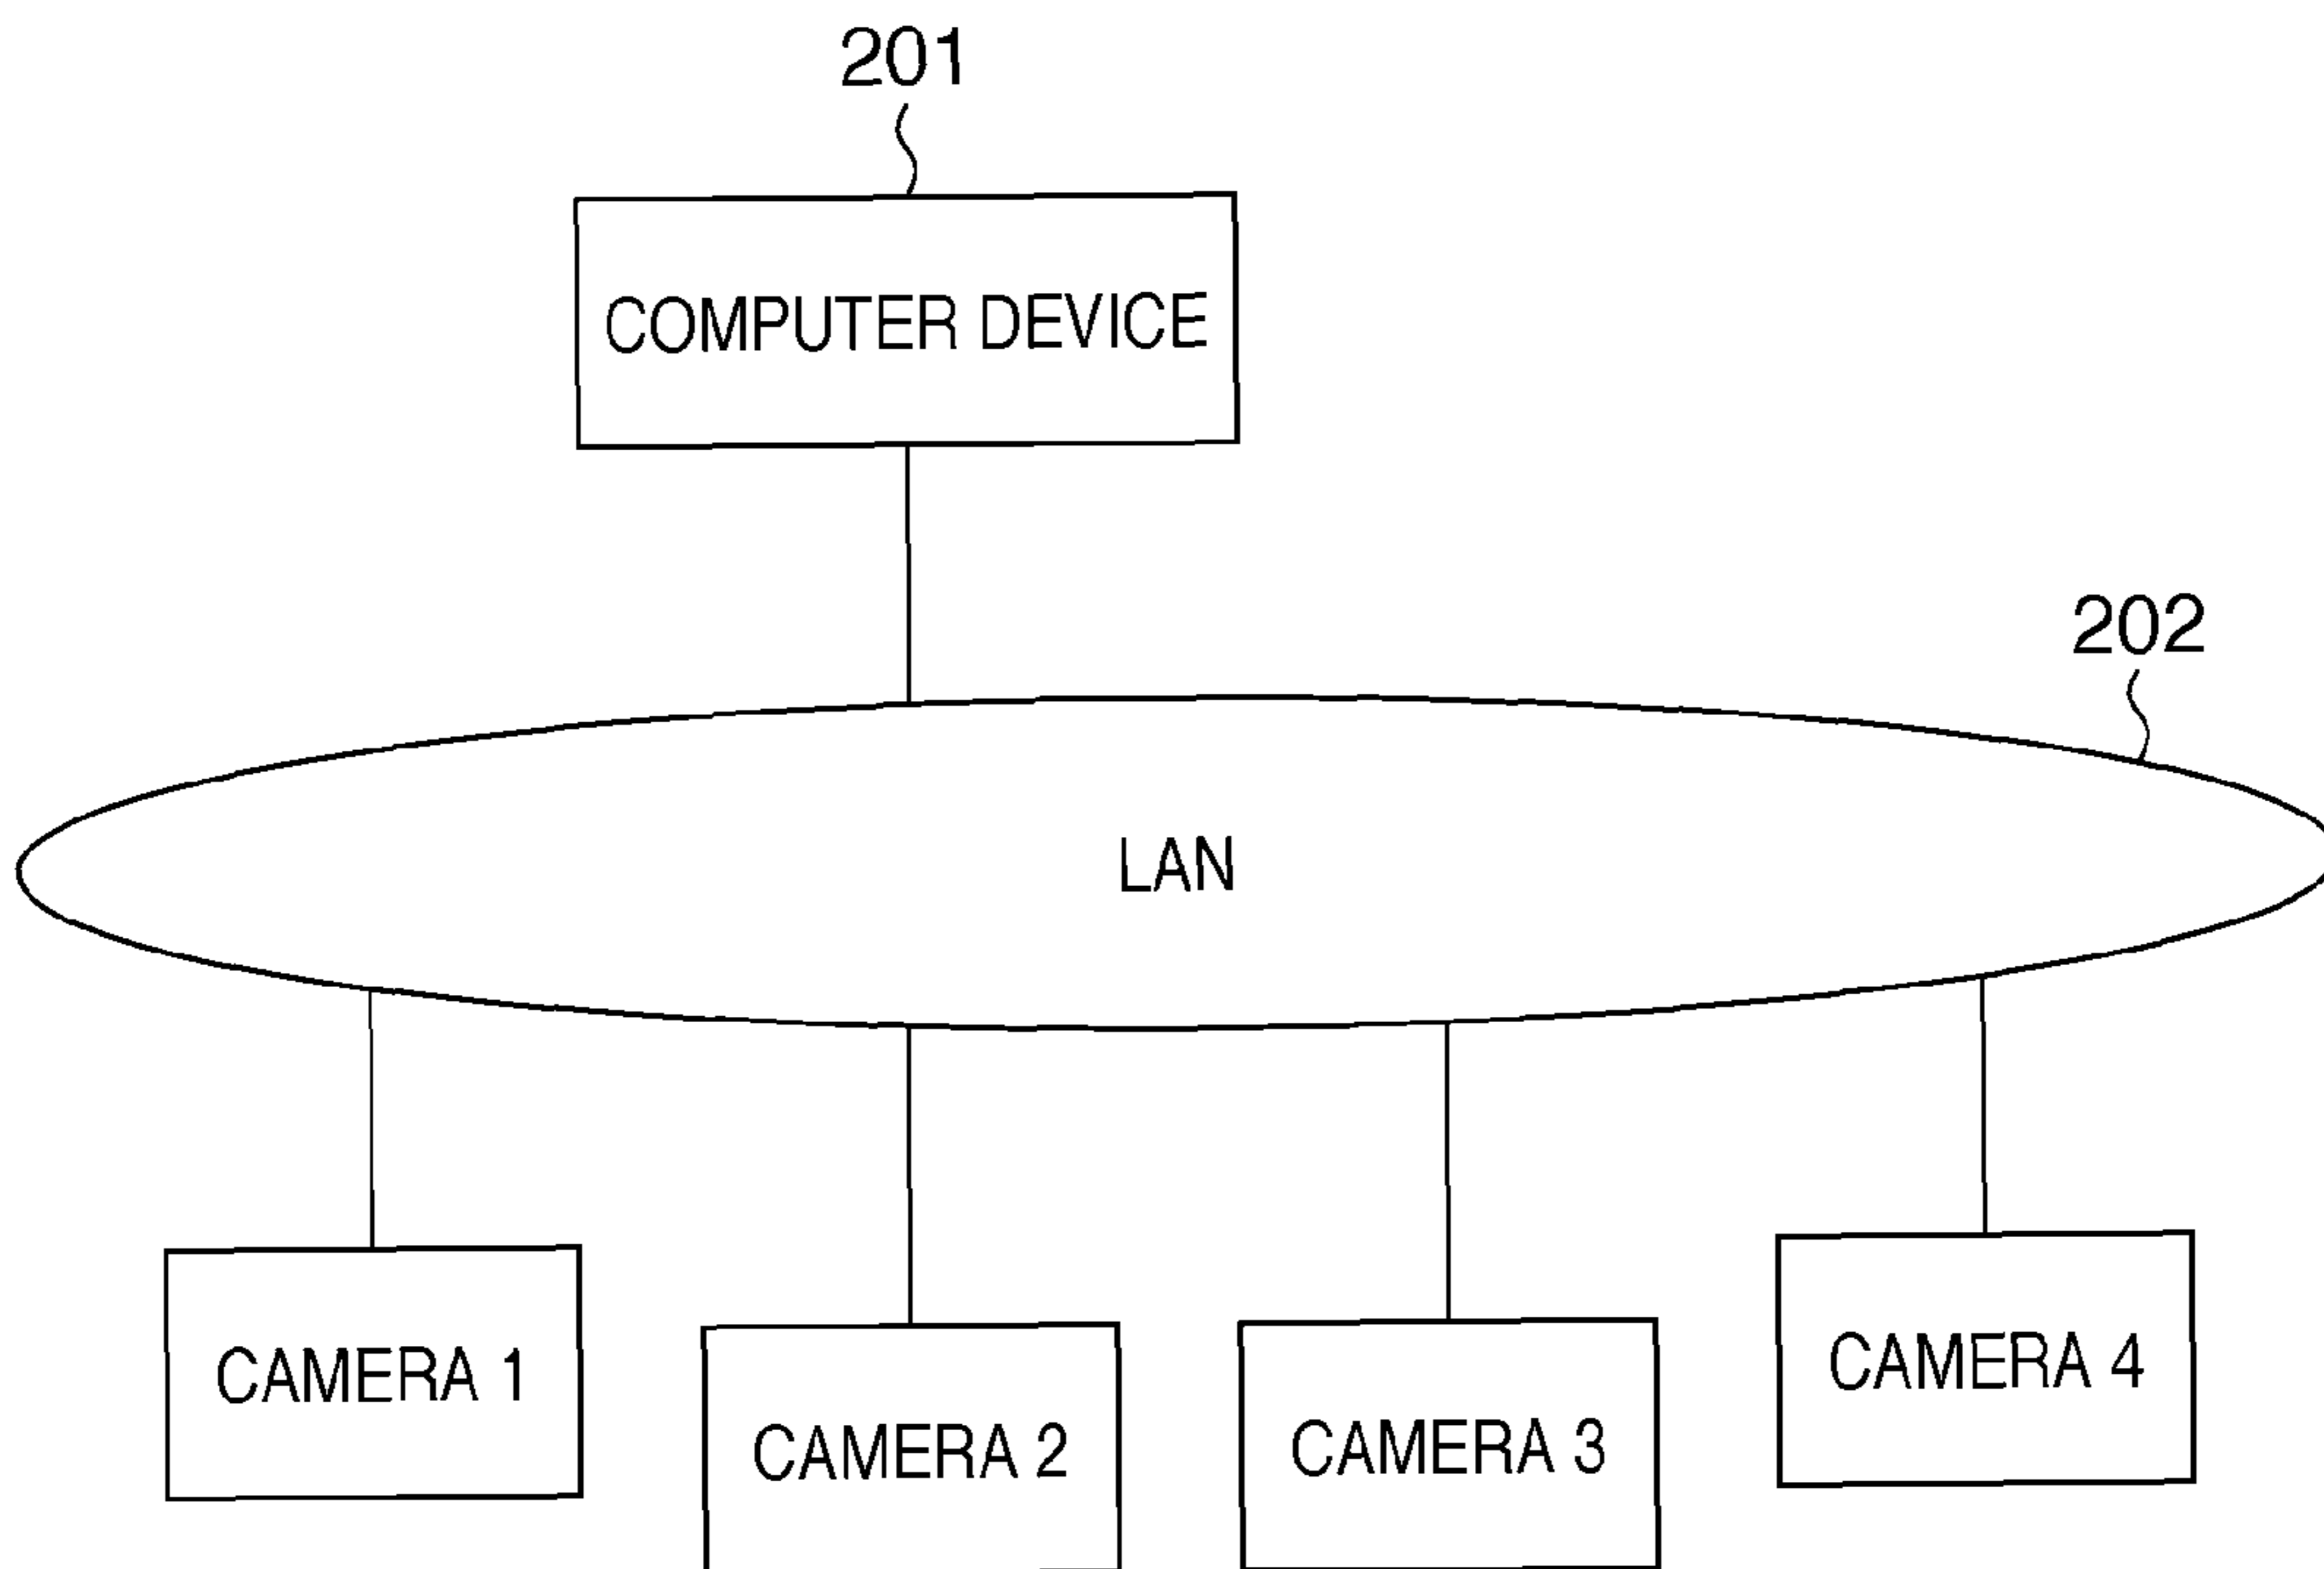 201
COMPUTER DEVICE
202
LAN
CAMERA 1
CAMERA 2
CAMERA 3
CAMERA 4